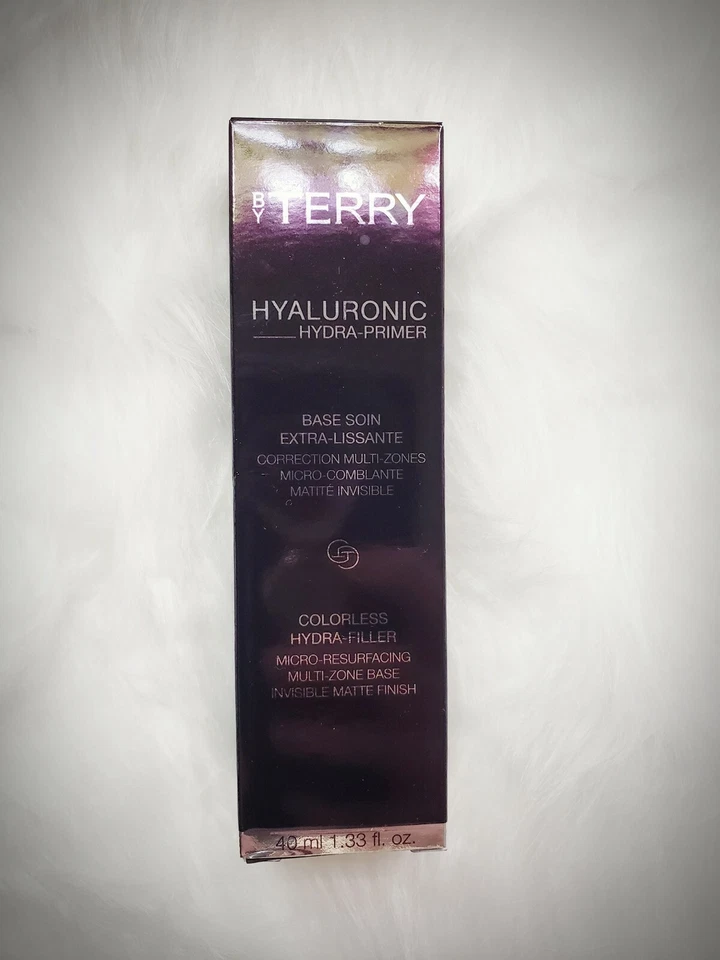 BY TERRY
HYALURONIC
HYDRA-PRIMER
BASE SOIN
EXTRA-LISSANTE
CORRECTION MULTI-ZONES
MICRO-COMBLANTE
MATITÉ INVISIBLE
COLORLESS
HYDRA-FILLER
MICRO-RESURFACING
MULTI-ZONE BASE
INVISIBLE MATTE FINISH
40 ml 1.33 fl. oz.